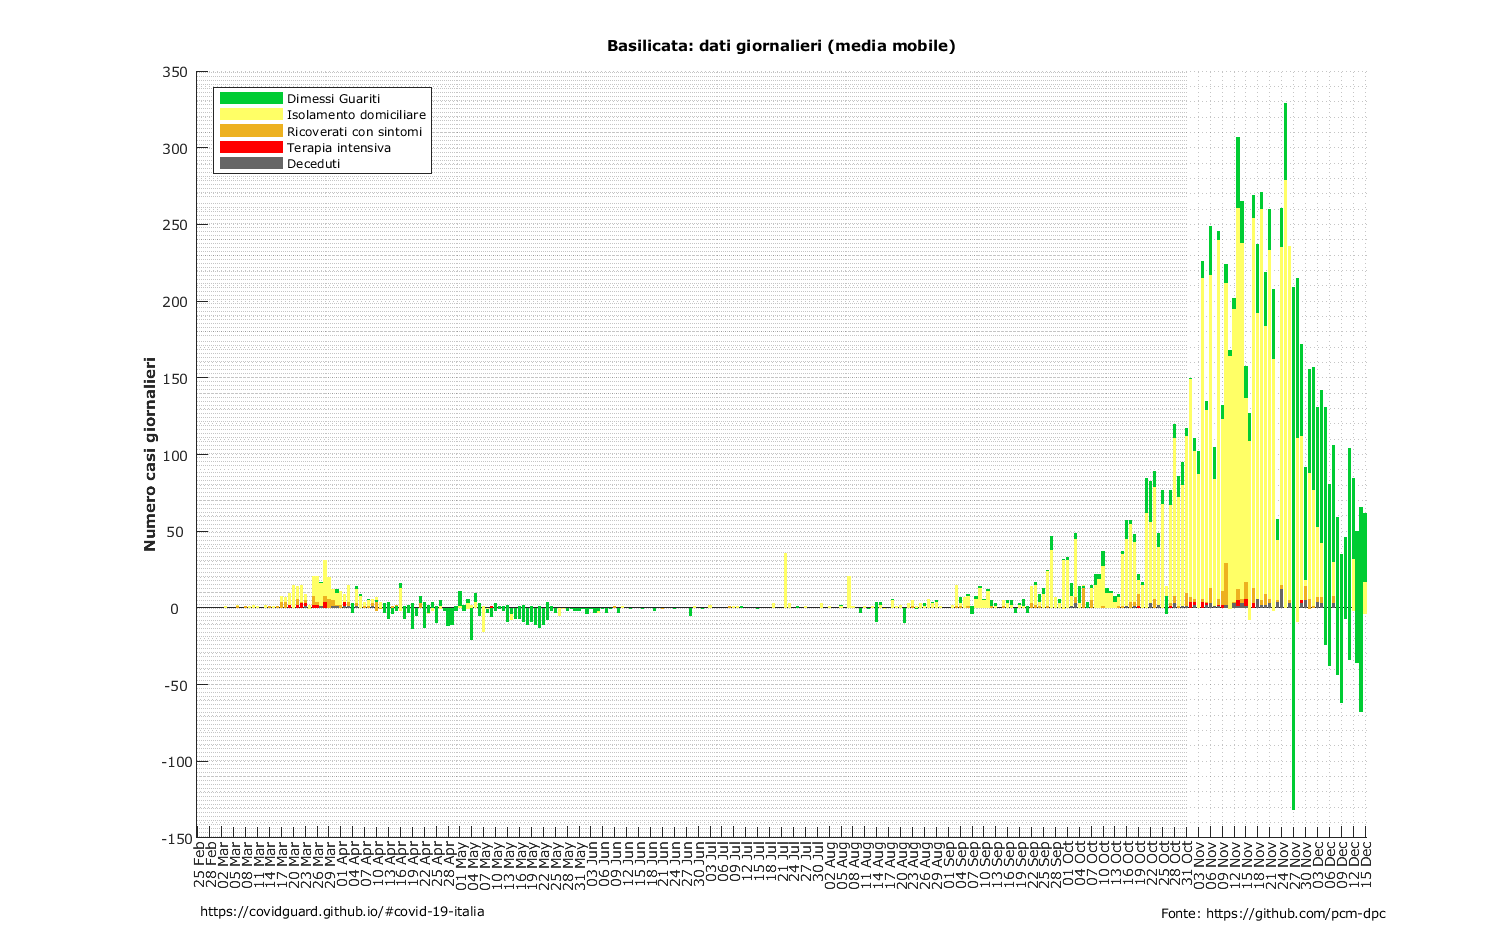 Basilicata: dati giornalieri (media mobile)
350
300
250
200
150
100
50
0
-50
-100
-150
Numero casi giornalieri
Dimessi Guariti
Isolamento domiciliare
Ricoverati con sintomi
Terapia intensiva
Deceduti
25 Feb
28 Feb
02 Mar
05 Mar
08 Mar
11 Mar
14 Mar
17 Mar
20 Mar
23 Mar
26 Mar
29 Mar
01 Apr
04 Apr
07 Apr
10 Apr
13 Apr
16 Apr
19 Apr
22 Apr
25 Apr
28 Apr
01 May
04 May
07 May
10 May
13 May
16 May
19 May
22 May
25 May
28 May
31 May
03 Jun
06 Jun
09 Jun
12 Jun
15 Jun
18 Jun
21 Jun
24 Jun
27 Jun
30 Jun
03 Jul
06 Jul
09 Jul
12 Jul
15 Jul
18 Jul
21 Jul
24 Jul
27 Jul
30 Jul
02 Aug
05 Aug
08 Aug
11 Aug
14 Aug
17 Aug
20 Aug
23 Aug
26 Aug
29 Aug
01 Sep
04 Sep
07 Sep
10 Sep
13 Sep
16 Sep
19 Sep
22 Sep
25 Sep
28 Sep
01 Oct
04 Oct
07 Oct
10 Oct
13 Oct
16 Oct
19 Oct
22 Oct
25 Oct
28 Oct
31 Oct
03 Nov
06 Nov
09 Nov
12 Nov
15 Nov
18 Nov
21 Nov
24 Nov
27 Nov
30 Nov
03 Dec
06 Dec
09 Dec
12 Dec
15 Dec
https://covidguard.github.io/#covid-19-italia
Fonte: https://github.com/pcm-dpc